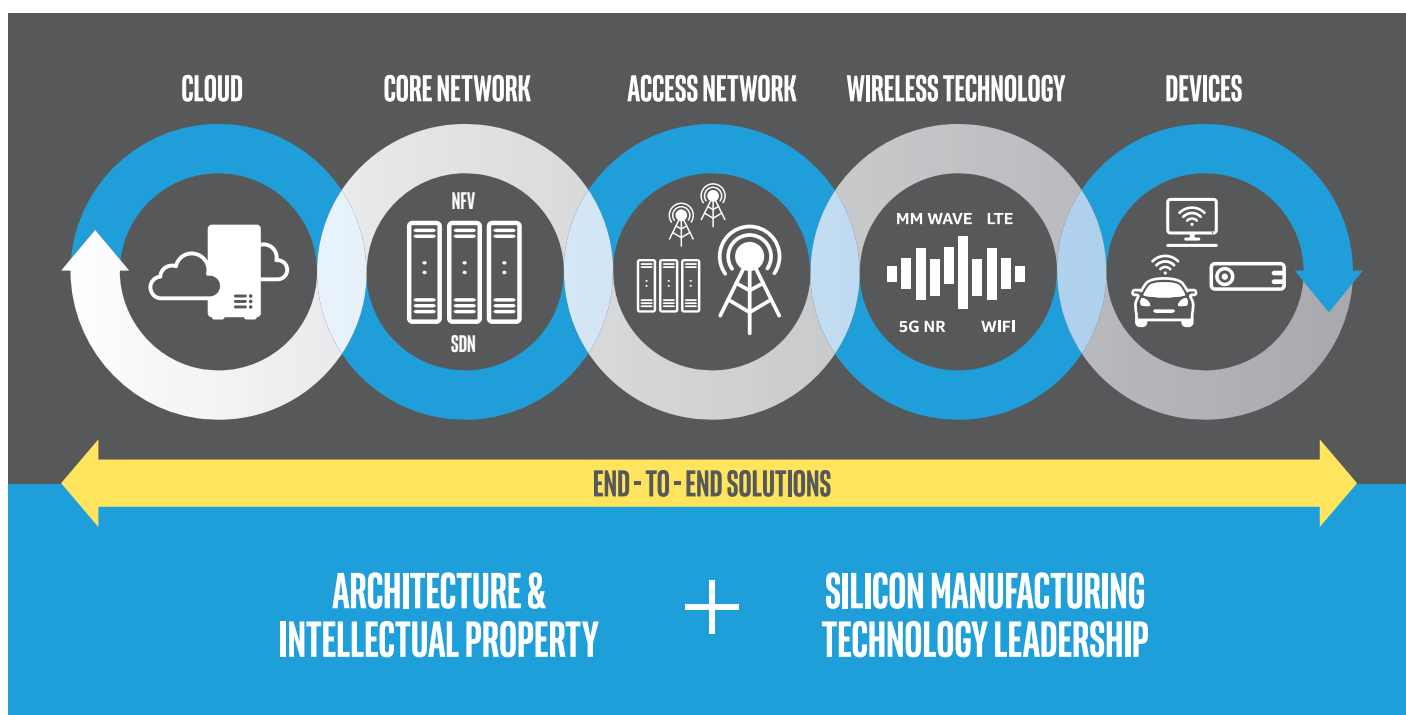 CLOUD
CORE NETWORK
ACCESS NETWORK
WIRELESS TECHNOLOGY
DEVICES
NFV
SDN
MM WAVE LTE
5G NR WIFI
END - TO - END SOLUTIONS
ARCHITECTURE &
INTELLECTUAL PROPERTY
+
SILICON MANUFACTURING
TECHNOLOGY LEADERSHIP